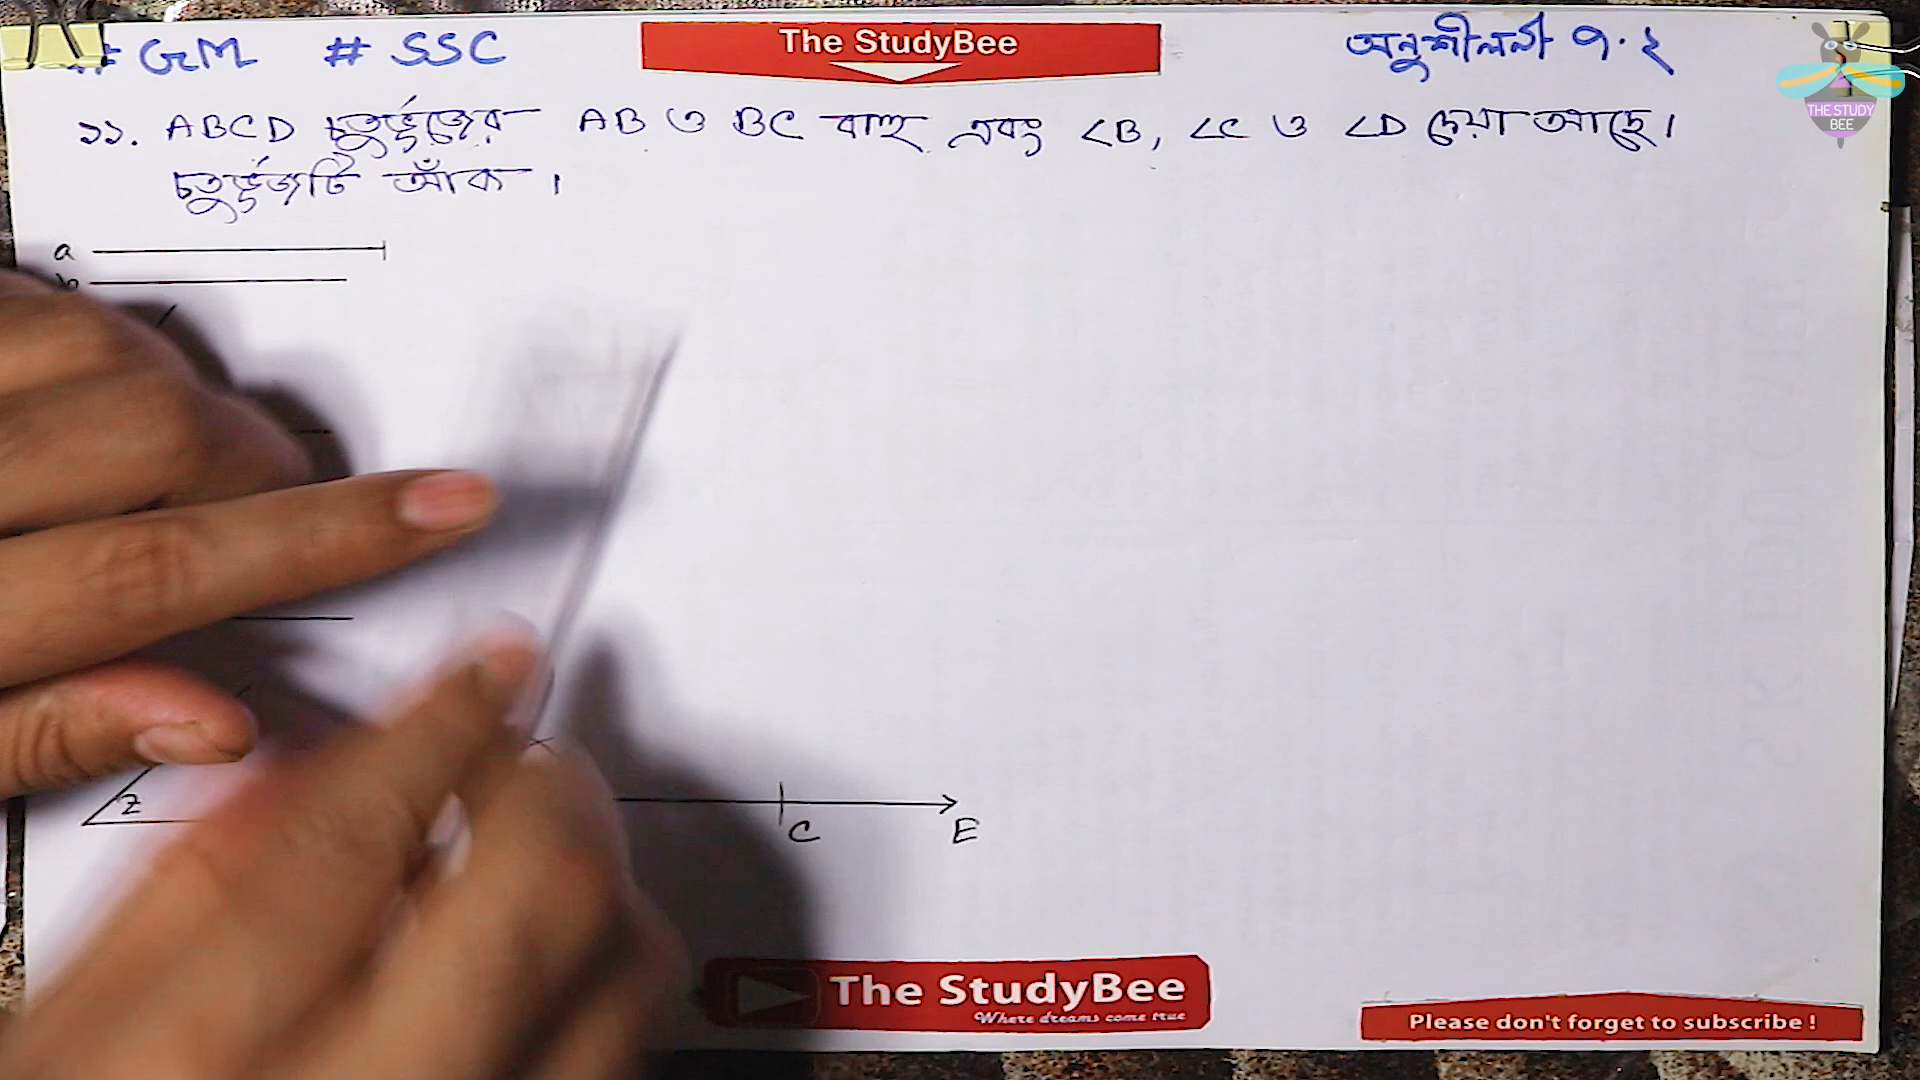 # GM # SSC
The StudyBee
অনুশীলনী ৭.২
THE STUDY
BEE
১১. ABCD চতুর্ভুজের AB ও BC বাহু এবং ∠B, ∠C ও ∠D দেয়া আছে।
চতুর্ভুজটি আঁক।
a
b
z
C
E
The StudyBee
Where dreams come true
Please don't forget to subscribe !